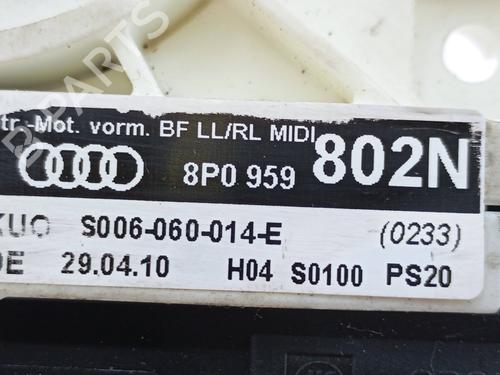 tr.-Mot. vorm. BF LL/RL MIDI
8P0 959 802N
KUO S006-060-014-E (0233)
DE 29.04.10 H04 S0100 PS20